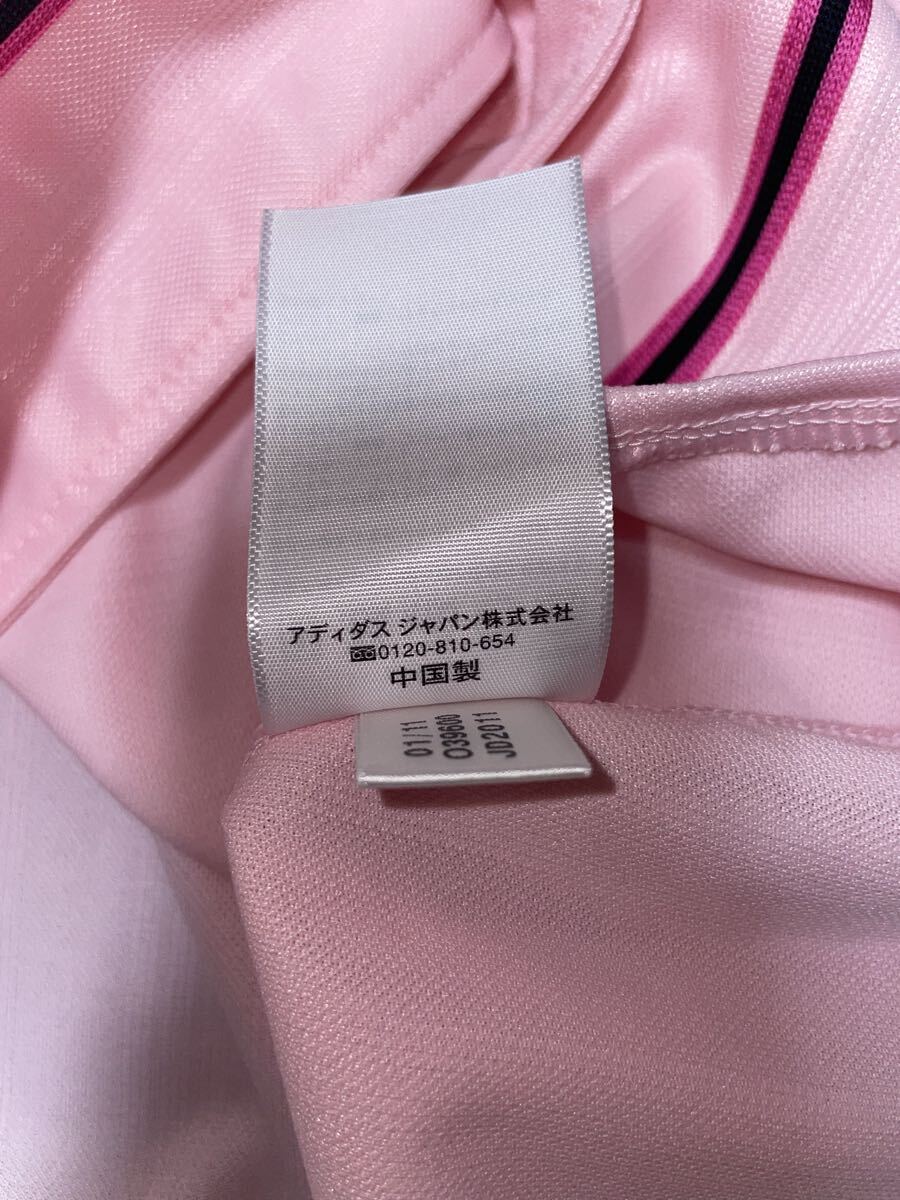 アディダス ジャパン株式会社
0120-810-654
中国製
01/11
O39600
JD2011